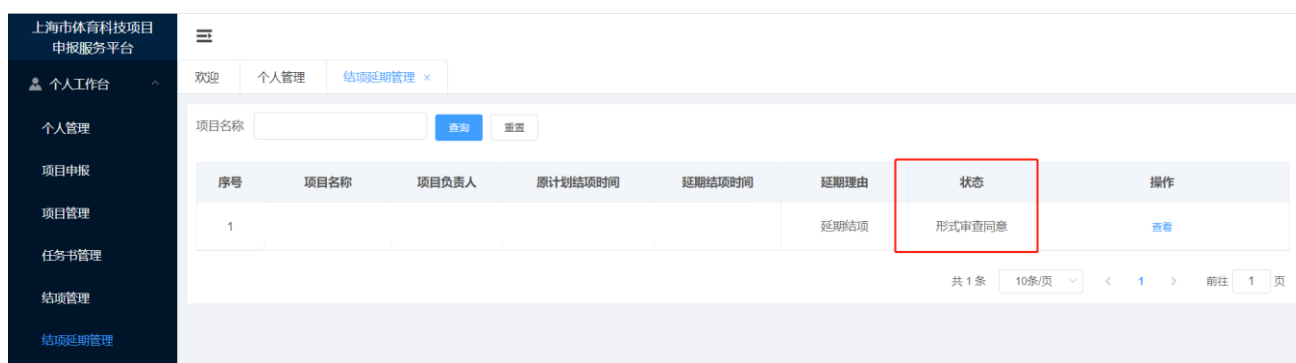 上海市体育科技项目
申报服务平台
个人工作台
个人管理
项目申报
项目管理
任务书管理
结项管理
结项延期管理
欢迎 个人管理 结项延期管理 ×
项目名称 查询 重置
序号 项目名称 项目负责人 原计划结项时间 延期结项时间 延期理由 状态 操作
1 延期结项 形式审查同意 查看
共 1 条 10条/页 < 1 > 前往 1 页